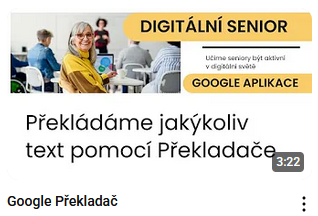 DIGITÁLNÍ SENIOR
Učíme seniory být aktivní
v digitální světě
GOOGLE APLIKACE
Překládáme jakýkoliv
text pomocí Překladače
3:22
Google Překladač